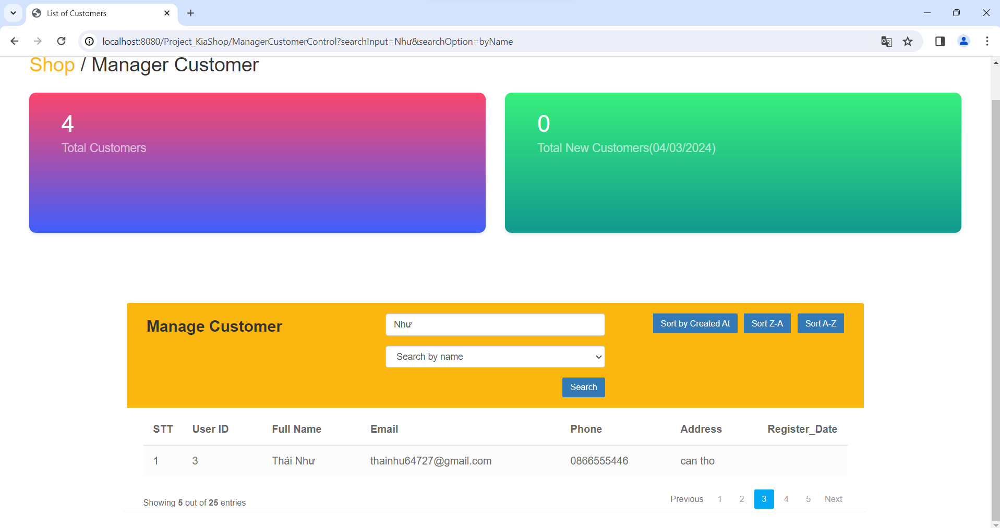 List of Customers
localhost:8080/Project_KiaShop/ManagerCustomerControl?searchInput=Như&searchOption=byName
Shop / Manager Customer
4
Total Customers
0
Total New Customers(04/03/2024)
Manage Customer
Như
Search by name
Search
Sort by Created At Sort Z-A Sort A-Z
STT User ID Full Name Email Phone Address Register_Date
1 3 Thái Như thainhu64727@gmail.com 0866555446 can tho
Showing 5 out of 25 entries
Previous 1 2 3 4 5 Next